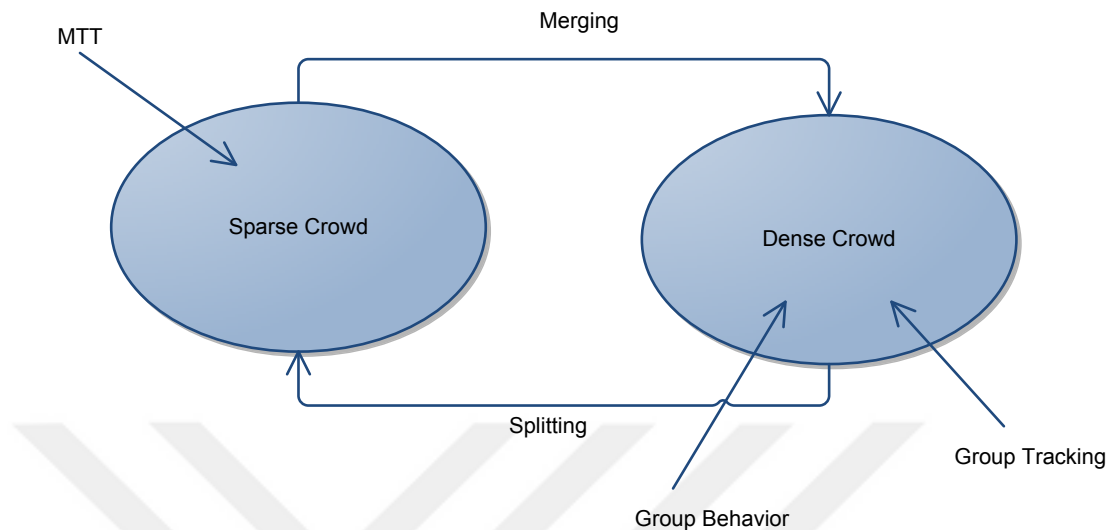 Merging
MTT
Sparse Crowd
Dense Crowd
Splitting
Group Tracking
Group Behavior